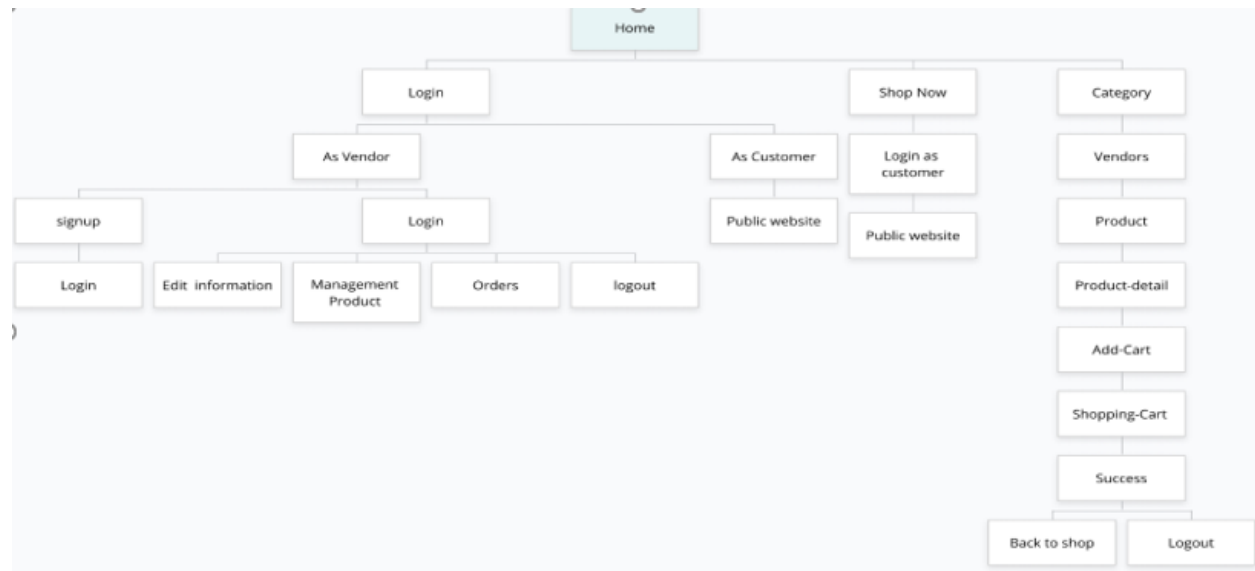 Home
Login
Shop Now
Category
As Vendor
As Customer
Login as
customer
Vendors
signup
Login
Public website
Public website
Product
Login
Edit information
Management
Product
Orders
logout
Product-detail
Add-Cart
Shopping-Cart
Success
Back to shop
Logout